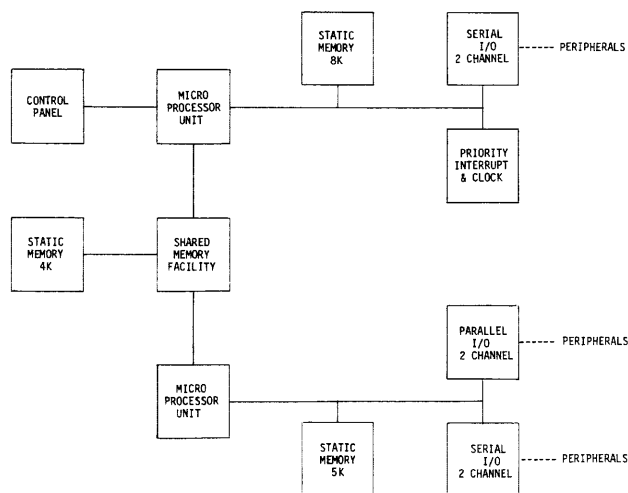 STATIC
MEMORY
8K
SERIAL
I/O
2 CHANNEL
PERIPHERALS
CONTROL
PANEL
MICRO
PROCESSOR
UNIT
PRIORITY
INTERRUPT
& CLOCK
STATIC
MEMORY
4K
SHARED
MEMORY
FACILITY
PARALLEL
I/O
2 CHANNEL
PERIPHERALS
MICRO
PROCESSOR
UNIT
STATIC
MEMORY
5K
SERIAL
I/O
2 CHANNEL
PERIPHERALS